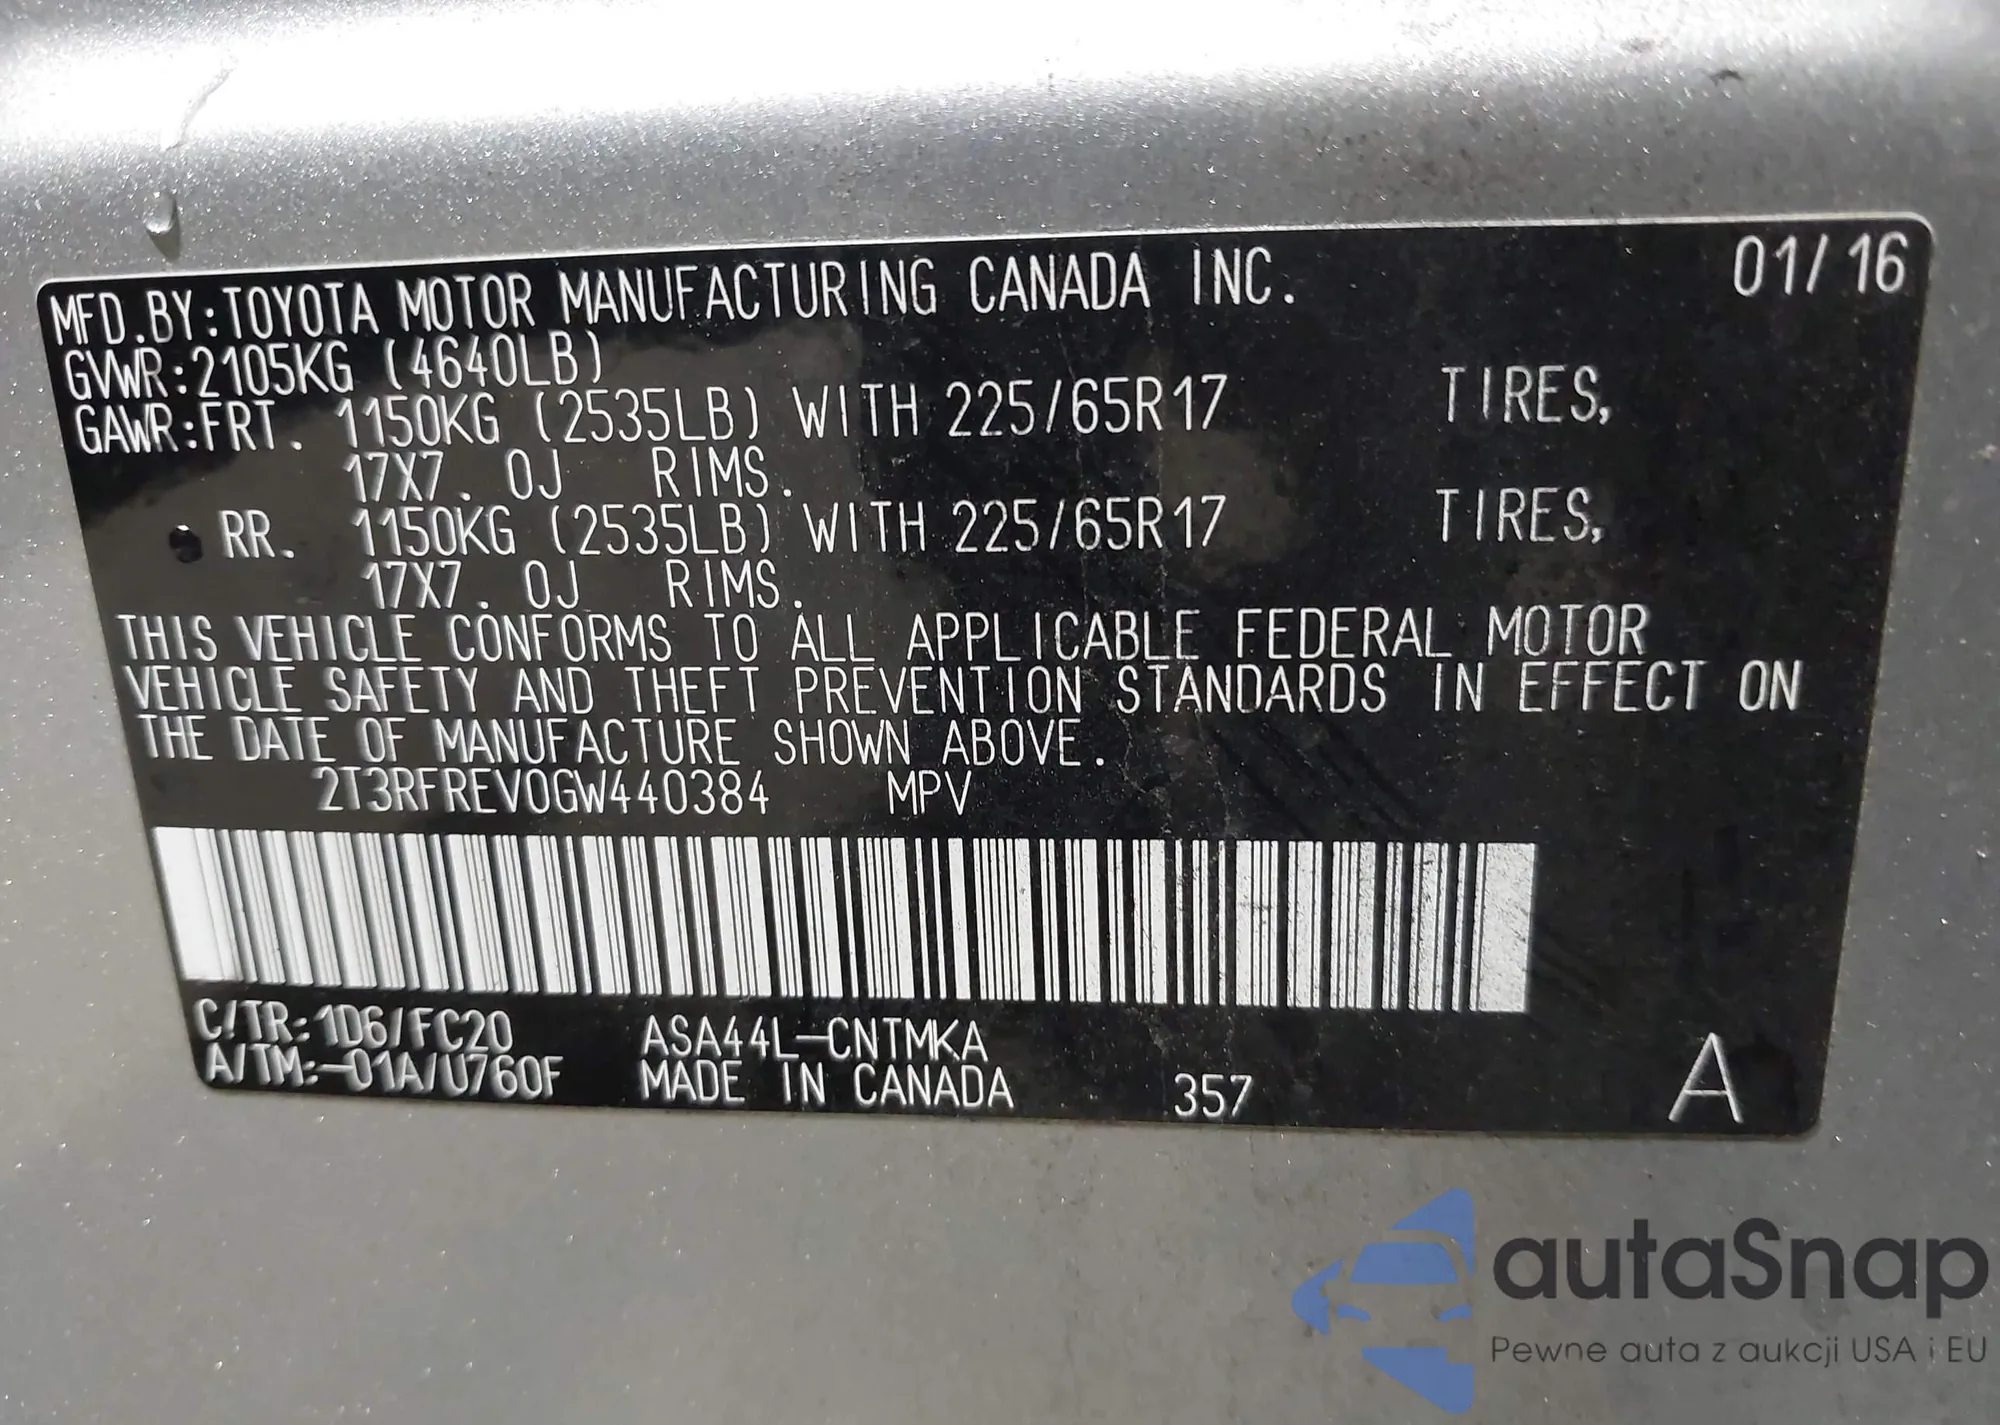 MFD.BY:TOYOTA MOTOR MANUFACTURING CANADA INC. 01/16
GVWR:2105KG (4640LB)
GAWR:FRT. 1150KG (2535LB) WITH 225/65R17 TIRES,
17X7.0J RIMS.
RR. 1150KG (2535LB) WITH 225/65R17 TIRES,
17X7.0J RIMS.
THIS VEHICLE CONFORMS TO ALL APPLICABLE FEDERAL MOTOR
VEHICLE SAFETY AND THEFT PREVENTION STANDARDS IN EFFECT ON
THE DATE OF MANUFACTURE SHOWN ABOVE.
2T3RFREV0GW440384 MPV
C/TR:1D6/FC20 ASA44L-CNTMKA
A/TM:-01A/U760F MADE IN CANADA 357 A
autaSnap
Pewne auta z aukcji USA i EU